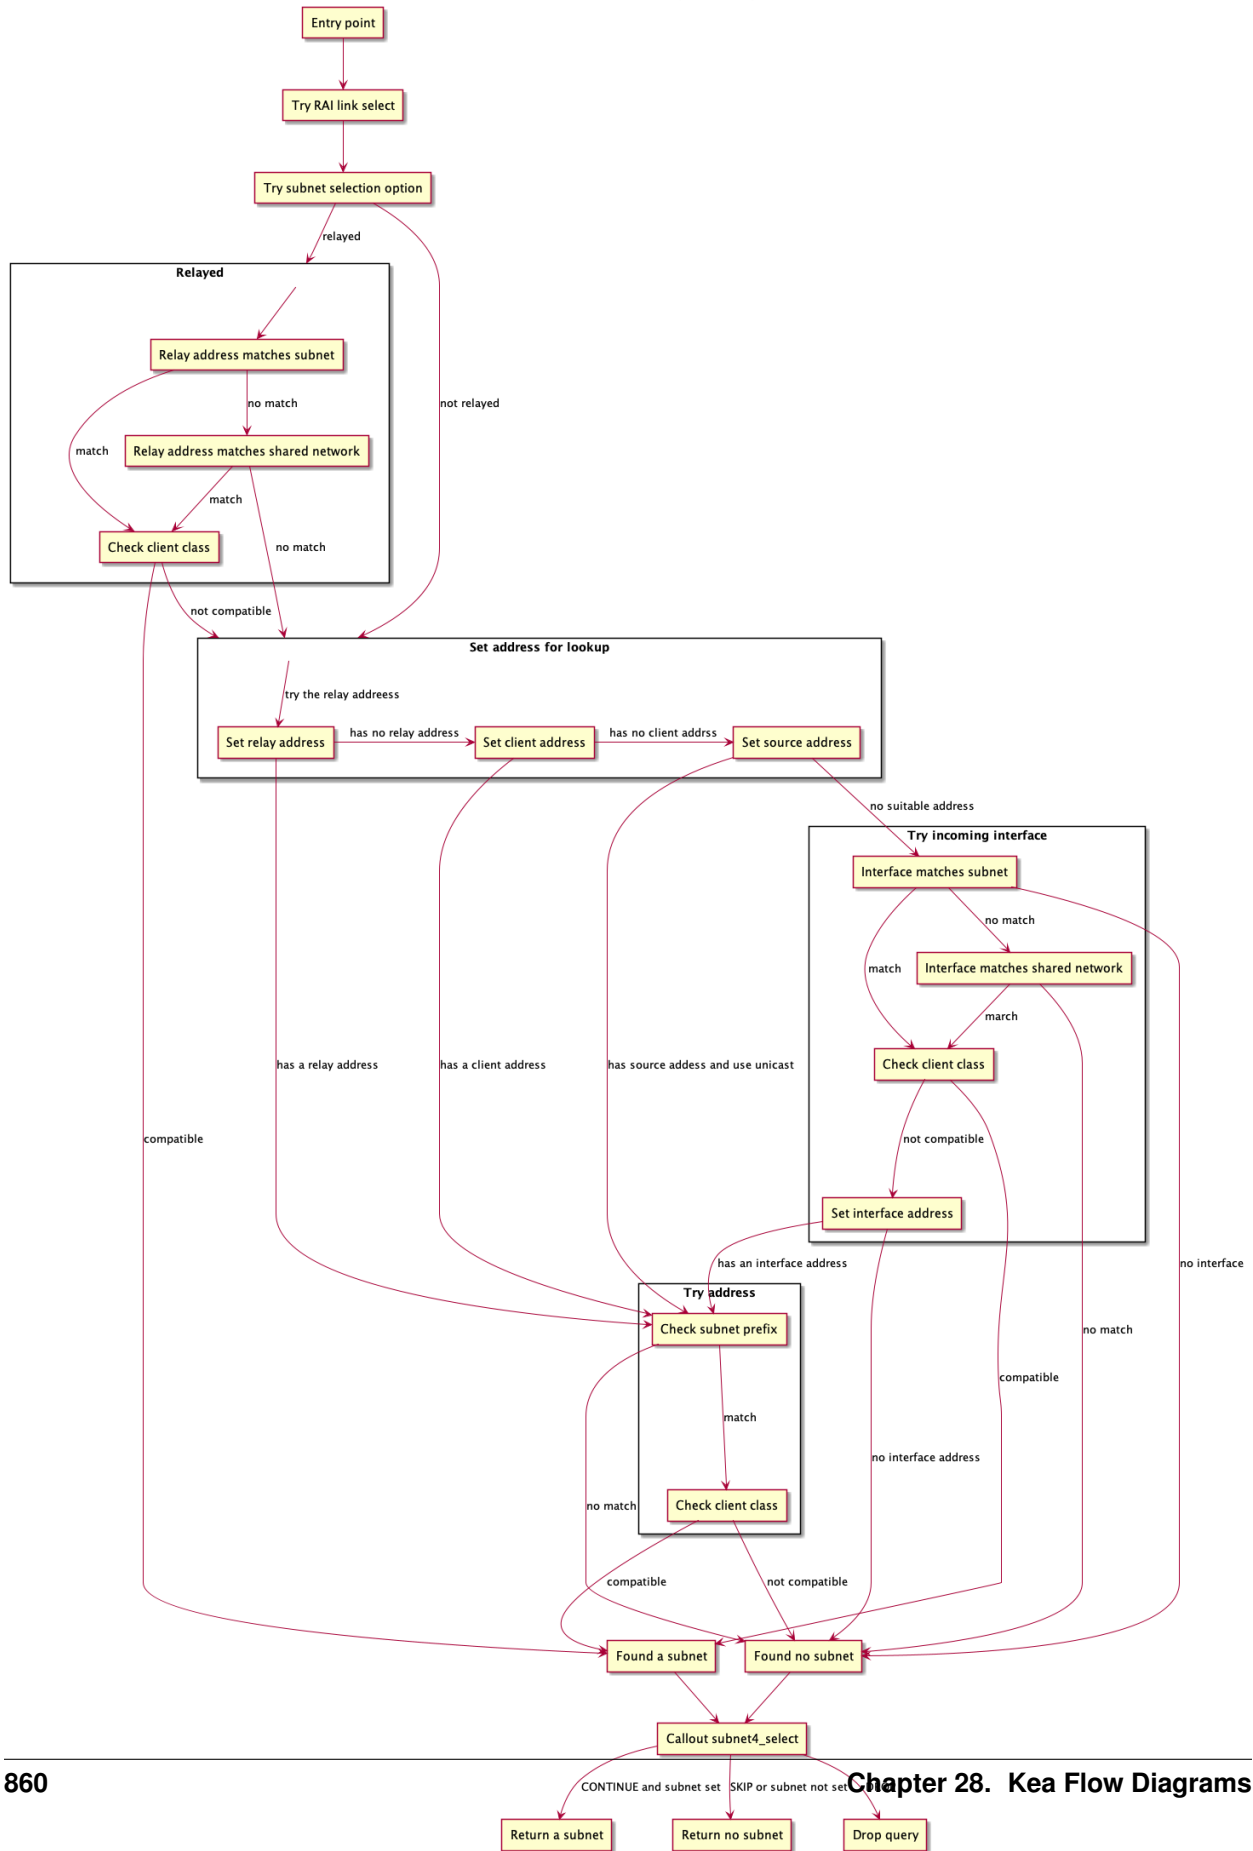 Entry point
Try RAI link select
Try subnet selection option
relayed
Relayed
Relay address matches subnet
no match
not relayed
match
Relay address matches shared network
match
Check client class
no match
not compatible
Set address for lookup
try the relay addreess
Set relay address
has no relay address
Set client address
has no client addrss
Set source address
no suitable address
Try incoming interface
Interface matches subnet
no match
match
Interface matches shared network
march
Check client class
has a relay address
has a client address
has source addess and use unicast
compatible
not compatible
Set interface address
has an interface address
no interface
Try address
Check subnet prefix
no match
compatible
match
no interface address
no match
Check client class
compatible
not compatible
Found a subnet
Found no subnet
Callout subnet4_select
860
Chapter 28. Kea Flow Diagrams
CONTINUE and subnet set
SKIP or subnet not set
Return a subnet
Return no subnet
Drop query